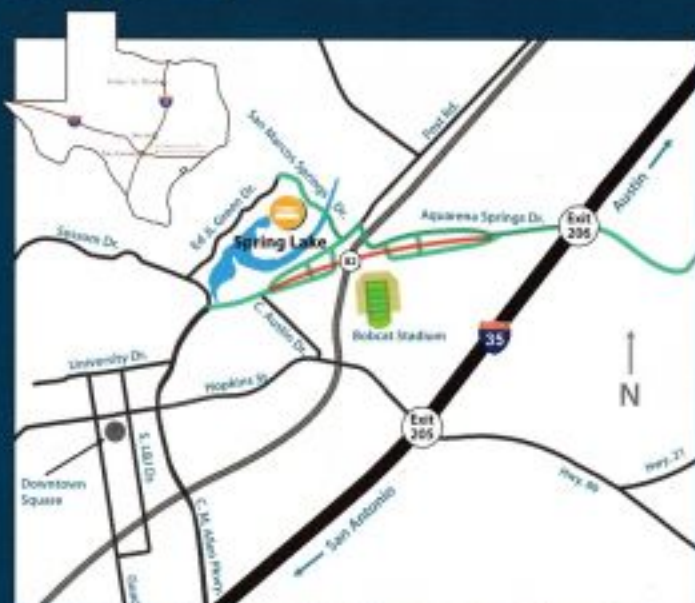 San Marcos Springs Dr.
Post Rd.
Austin
Ed JL Green Dr.
Aquarena Springs Dr.
Exit
206
Sessom Dr.
Spring Lake
82
C. Austin Dr.
Bobcat Stadium
35
University Dr.
Hopkins St.
N
Exit
205
S. LBJ Dr.
Downtown
Square
Hwy. 21
Hwy. 80
San Antonio
C. M. Allen Pkwy.